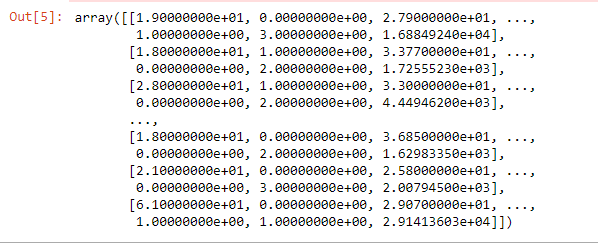 Out[5]: array([[1.90000000e+01, 0.00000000e+00, 2.79000000e+01, ...,
1.00000000e+00, 3.00000000e+00, 1.68849240e+04],
[1.80000000e+01, 1.00000000e+00, 3.37700000e+01, ...,
0.00000000e+00, 2.00000000e+00, 1.72555230e+03],
[2.80000000e+01, 1.00000000e+00, 3.30000000e+01, ...,
0.00000000e+00, 2.00000000e+00, 4.44946200e+03],
...,
[1.80000000e+01, 0.00000000e+00, 3.68500000e+01, ...,
0.00000000e+00, 2.00000000e+00, 1.62983350e+03],
[2.10000000e+01, 0.00000000e+00, 2.58000000e+01, ...,
0.00000000e+00, 3.00000000e+00, 2.00794500e+03],
[6.10000000e+01, 0.00000000e+00, 2.90700000e+01, ...,
1.00000000e+00, 1.00000000e+00, 2.91413603e+04]])